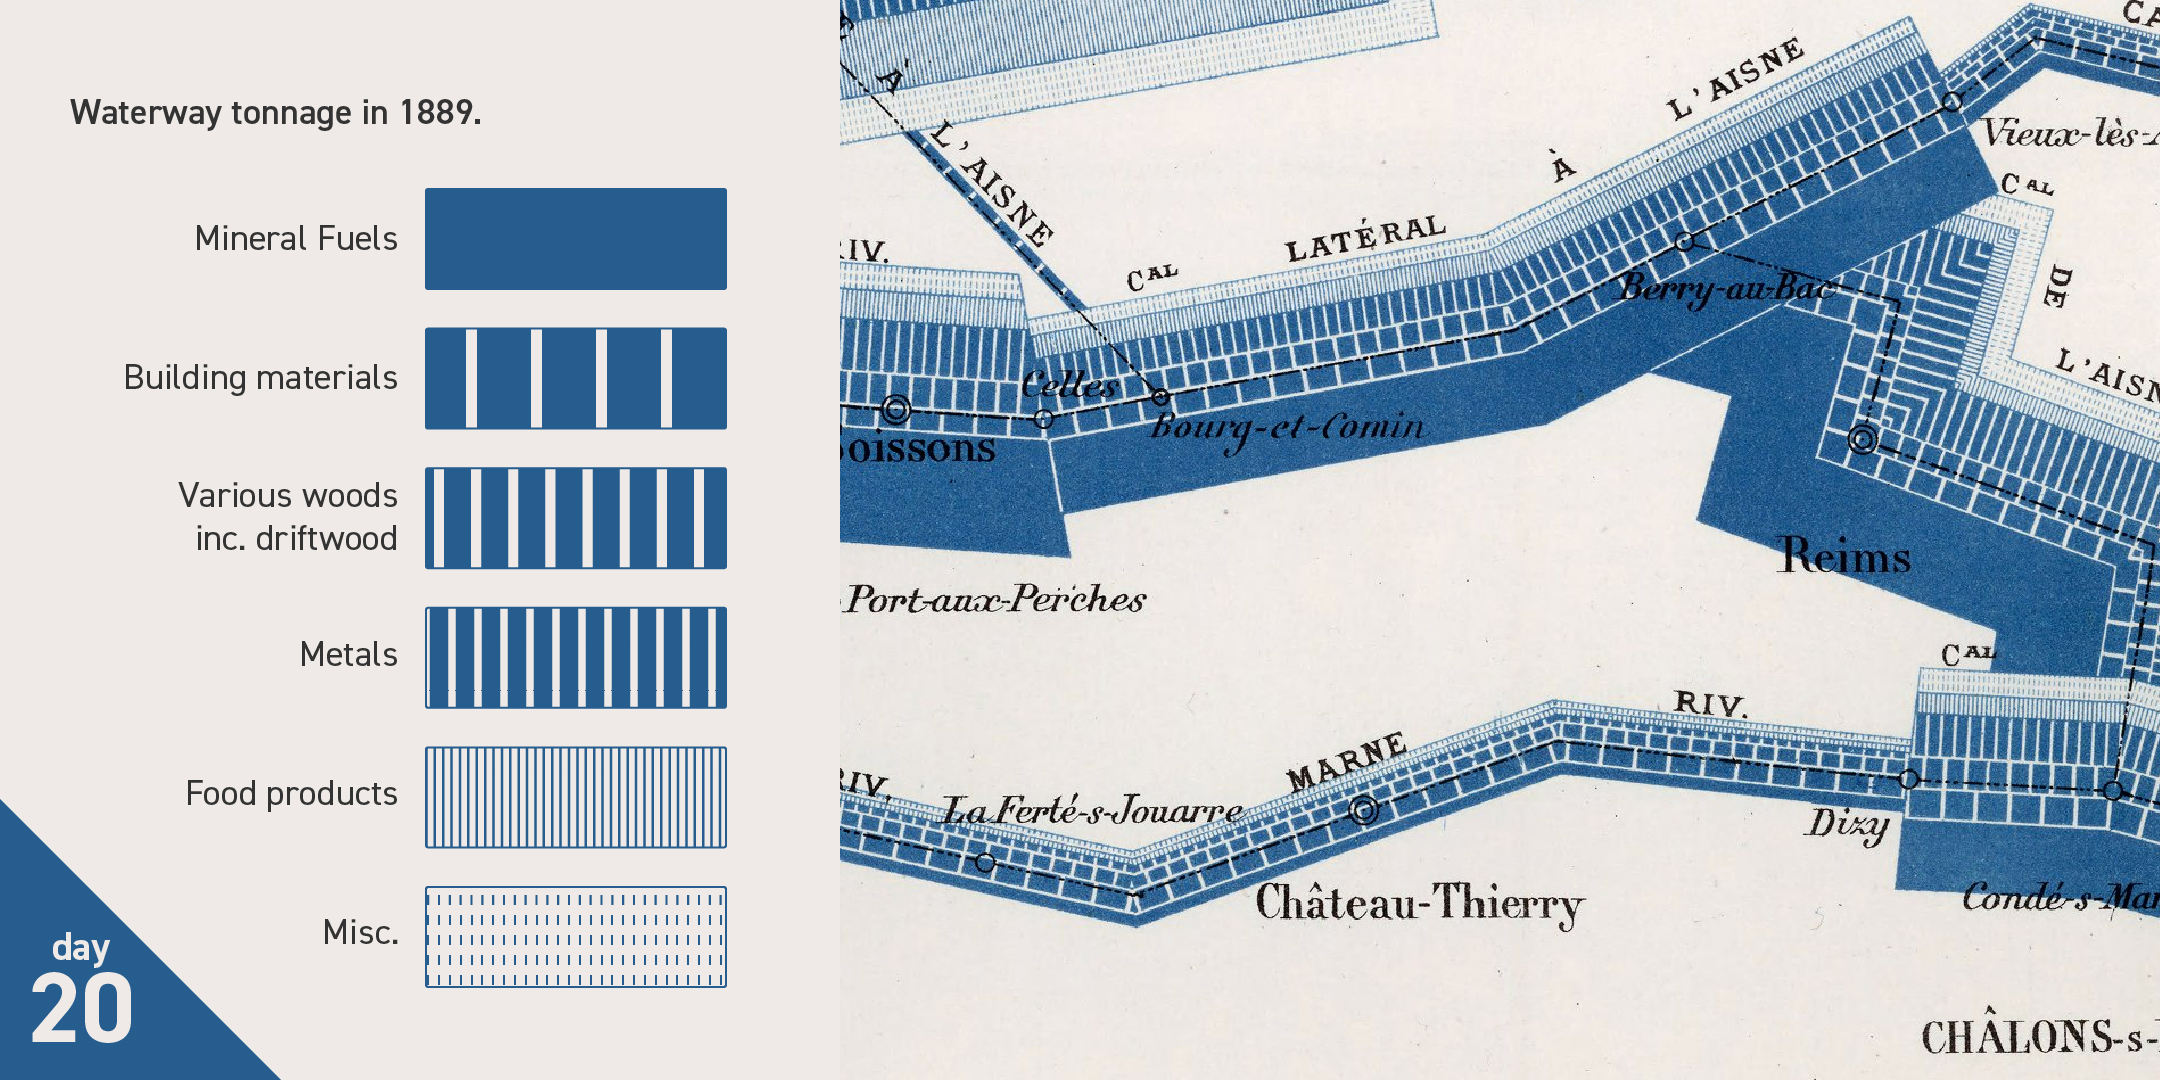 Waterway tonnage in 1889.
Mineral Fuels
Building materials
Various woods
inc. driftwood
Metals
Food products
Misc.
day
20
À
L'AISNE
RIV.
CAL
LATÉRAL
À
L'AISNE
CA
Vieux-lès-
CAL
DE
L'AISN
Berry-au-Bac
Celles
Bourg-et-Comin
oissons
Reims
Port-aux-Perches
CAL
RIV.
MARNE
RIV.
La Ferté-s-Jouarre
Dizy
Château-Thierry
Condé-s-Mar
CHÂLONS-s-